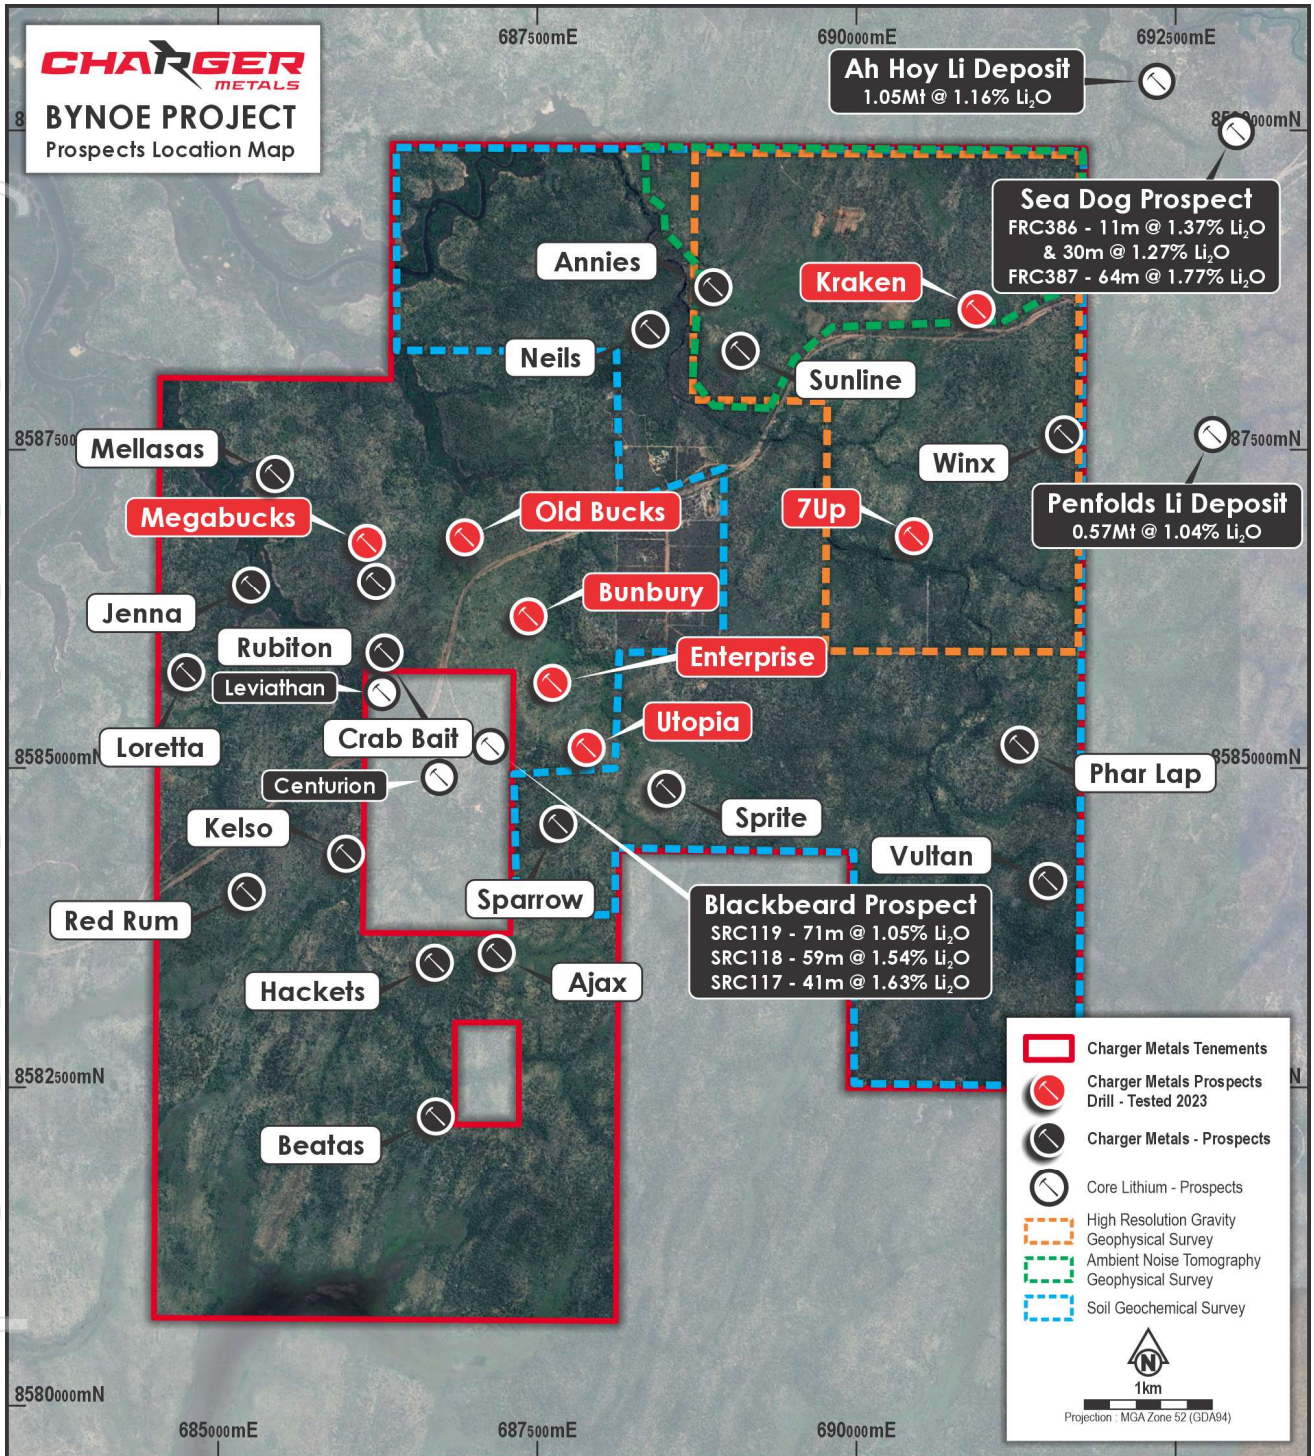 CHARGER
METALS
BYNOE PROJECT
Prospects Location Map
687500mE
690000mE
692500mE
Ah Hoy Li Deposit
1.05Mt @ 1.16% Li₂O
Sea Dog Prospect
FRC386 - 11m @ 1.37% Li₂O
& 30m @ 1.27% Li₂O
FRC387 - 64m @ 1.77% Li₂O
Annies
Kraken
Neils
Sunline
8587500
Mellasas
Winx
87500mN
Megabucks
Old Bucks
7Up
Penfolds Li Deposit
0.57Mt @ 1.04% Li₂O
Jenna
Bunbury
Rubiton
Enterprise
Leviathan
Loretta
Crab Bait
Utopia
8585000mN
8585000mN
Centurion
Phar Lap
Kelso
Sprite
Vultan
Red Rum
Sparrow
Blackbeard Prospect
SRC119 - 71m @ 1.05% Li₂O
SRC118 - 59m @ 1.54% Li₂O
SRC117 - 41m @ 1.63% Li₂O
Hackets
Ajax
8582500mN
N
Beatas
Charger Metals Tenements
Charger Metals Prospects
Drill - Tested 2023
Charger Metals - Prospects
Core Lithium - Prospects
High Resolution Gravity
Geophysical Survey
Ambient Noise Tomography
Geophysical Survey
Soil Geochemical Survey
N
1km
Projection : MGA Zone 52 (GDA94)
8580000mN
685000mE
687500mE
690000mE